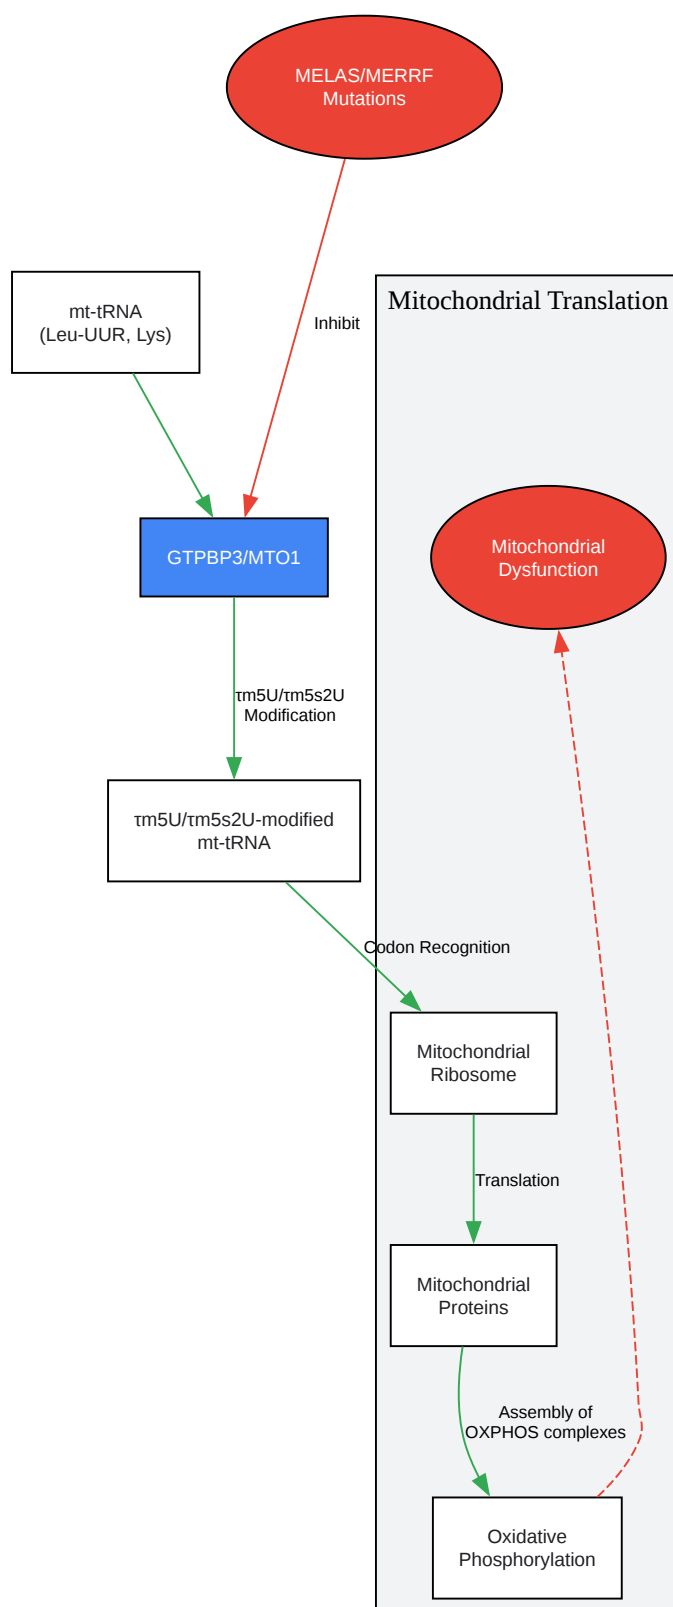 MELAS/MERRF
Mutations
mt-tRNA
(Leu-UUR, Lys)
Inhibit
Mitochondrial Translation
GTPBP3/MTO1
Mitochondrial
Dysfunction
τm5U/τm5s2U
Modification
τm5U/τm5s2U-modified
mt-tRNA
Codon Recognition
Mitochondrial
Ribosome
Translation
Mitochondrial
Proteins
Assembly of
OXPHOS complexes
Oxidative
Phosphorylation